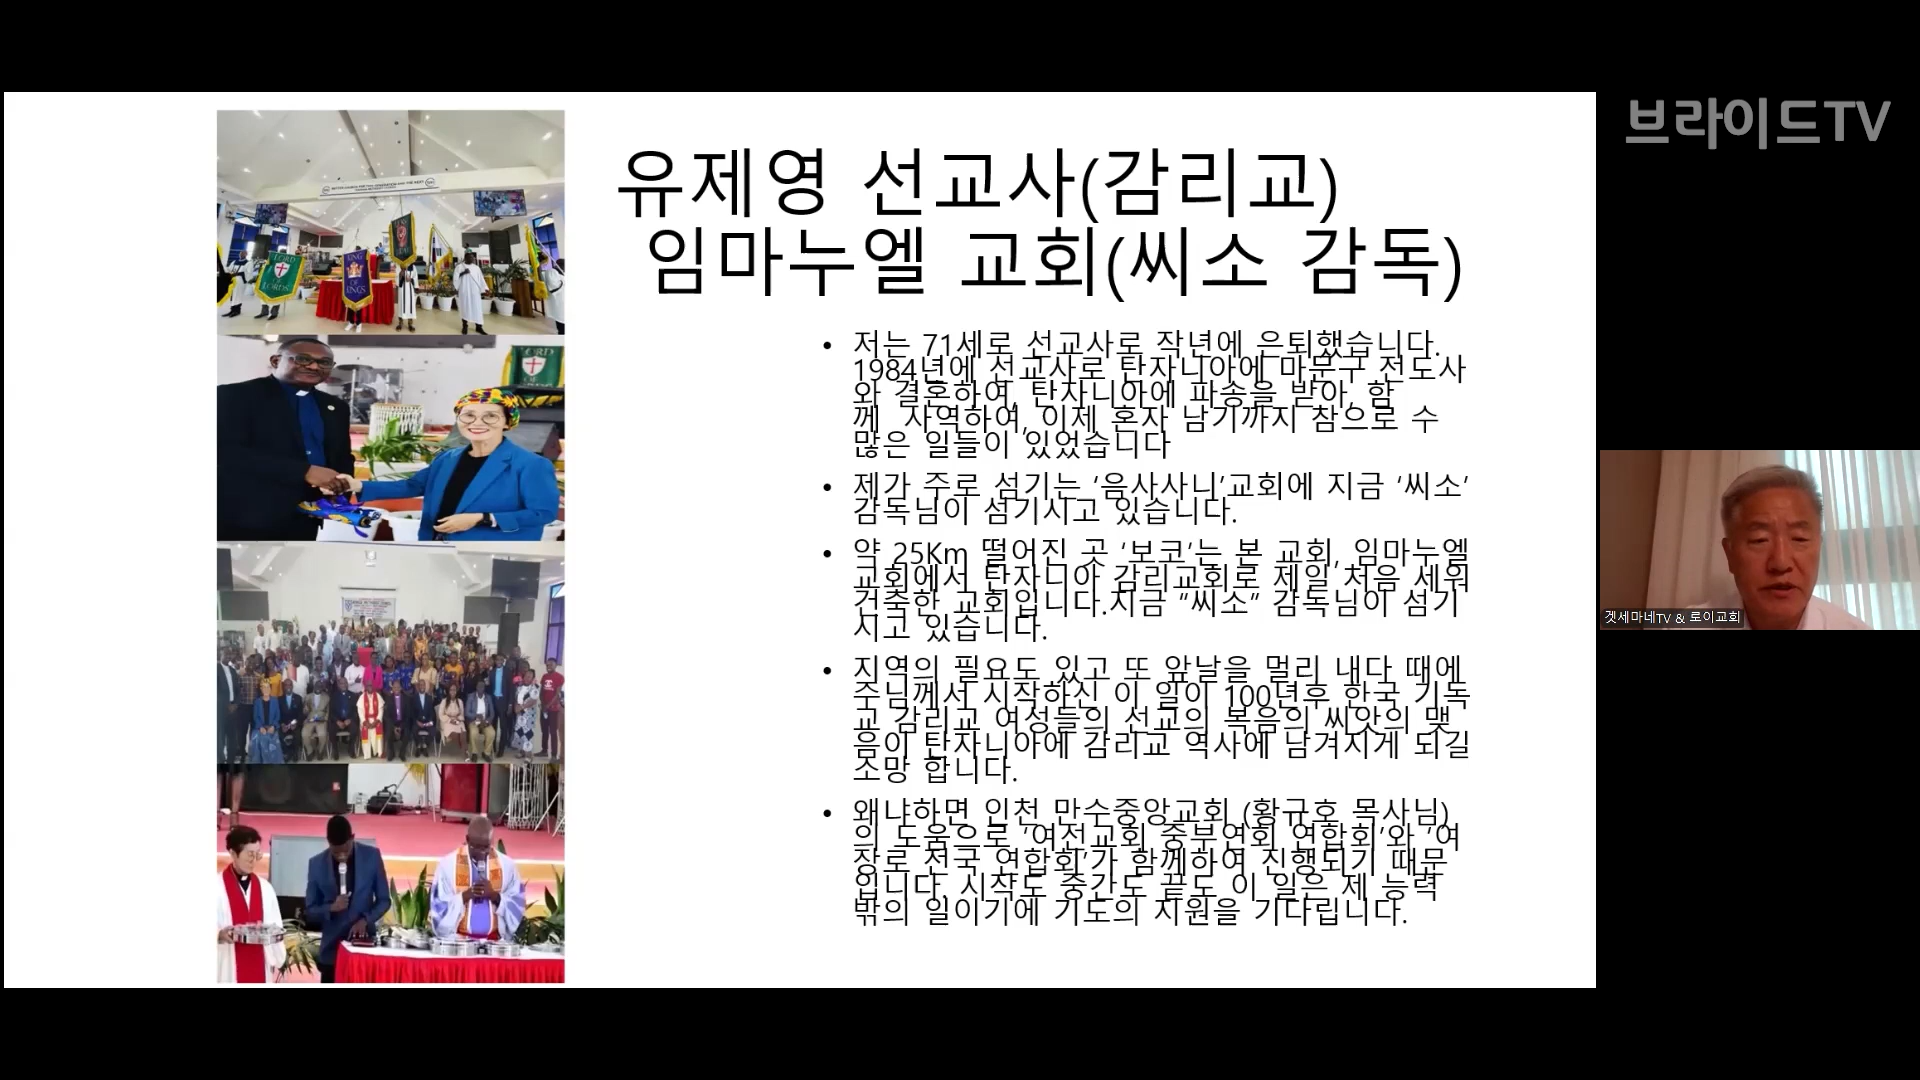 브라이드TV
유제영 선교사(감리교)
임마누엘 교회(씨소 감독)
• 저는 71세로 선교사로 작년에 은퇴했습니다.
1984년에 선교사로 탄자니아에 마문구 전도사
와 결혼하여, 탄자니아에 파송을 받아, 함
께 사역하여, 이제 혼자 남기까지 참으로 수
많은 일들이 있었습니다
• 제가 주로 섬기는 '음사사니'교회에 지금 '씨소'
감독님이 섬기시고 있습니다.
• 약 25Km 떨어진 곳 '보코'는 본 교회, 임마누엘
교회에서 탄자니아 감리교회로 제일 처음 세워
건축한 교회입니다.지금 "씨소" 감독님이 섬기
시고 있습니다.
• 지역의 필요도 있고 또 앞날을 멀리 내다 때에
주님께서 시작하신 이 일이 100년후 한국 기독
교 감리교 여성들의 선교의 복음의 씨앗의 맺
음이 탄자니아에 감리교 역사에 남겨지게 되길
소망 합니다.
• 왜냐하면 인천 만수중앙교회 (황규호 목사님)
의 도움으로 '여전교회 중부연회 연합회'와 '여
장로 전국 연합회'가 함께하여 진행되기 때문
입니다. 시작도 중간도 끝도 이 일은 제 능력
밖의 일이기에 기도의 지원을 기다립니다.
LORD
OF
LORDS
KING
OF
KINGS
LORD
겟세마네TV & 로이교회